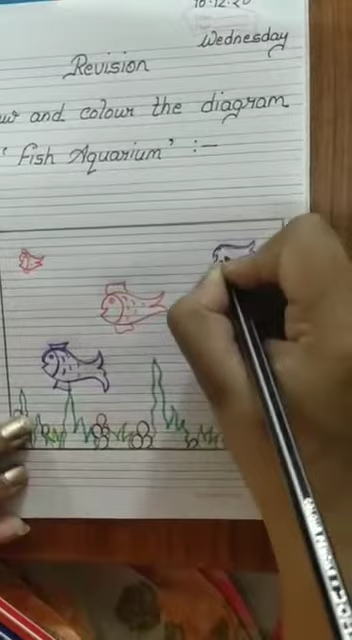 Wednesday
Revision
and colour the diagram
' Fish Aquarium' :-